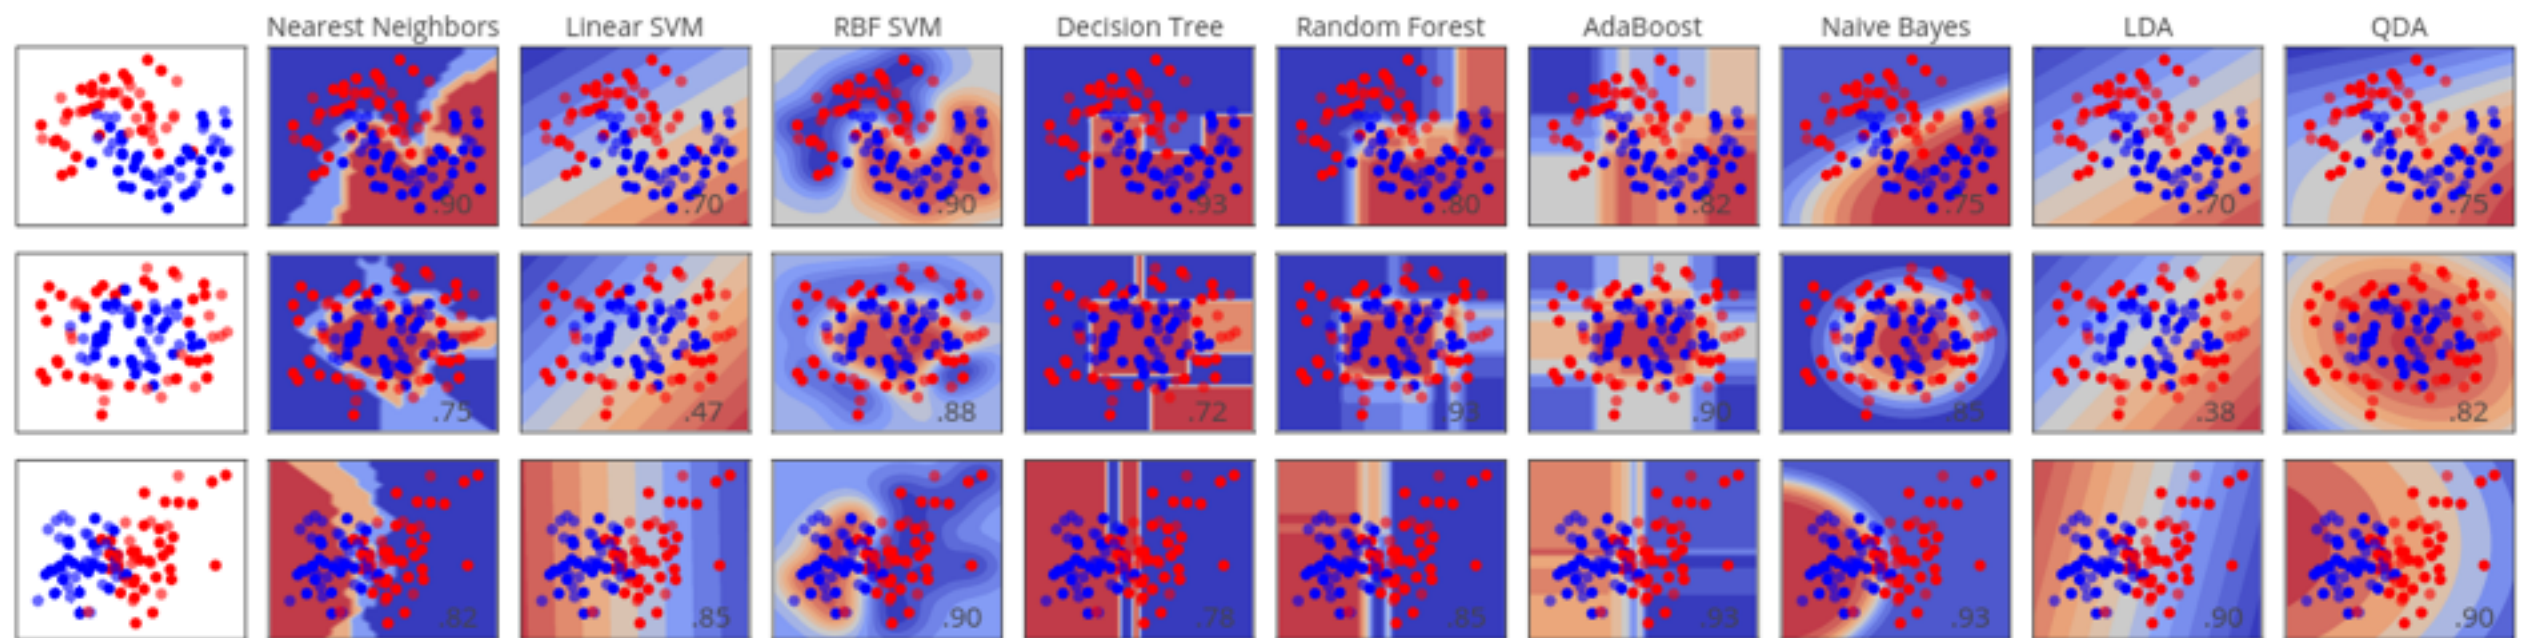 Nearest Neighbors Linear SVM RBF SVM Decision Tree Random Forest AdaBoost Naive Bayes LDA QDA
.90 .70 .90 .93 .80 .82 .75 .70 .75
.75 .47 .88 .72 .93 .90 .85 .38 .82
.82 .85 .90 .78 .85 .93 .93 .90 .90